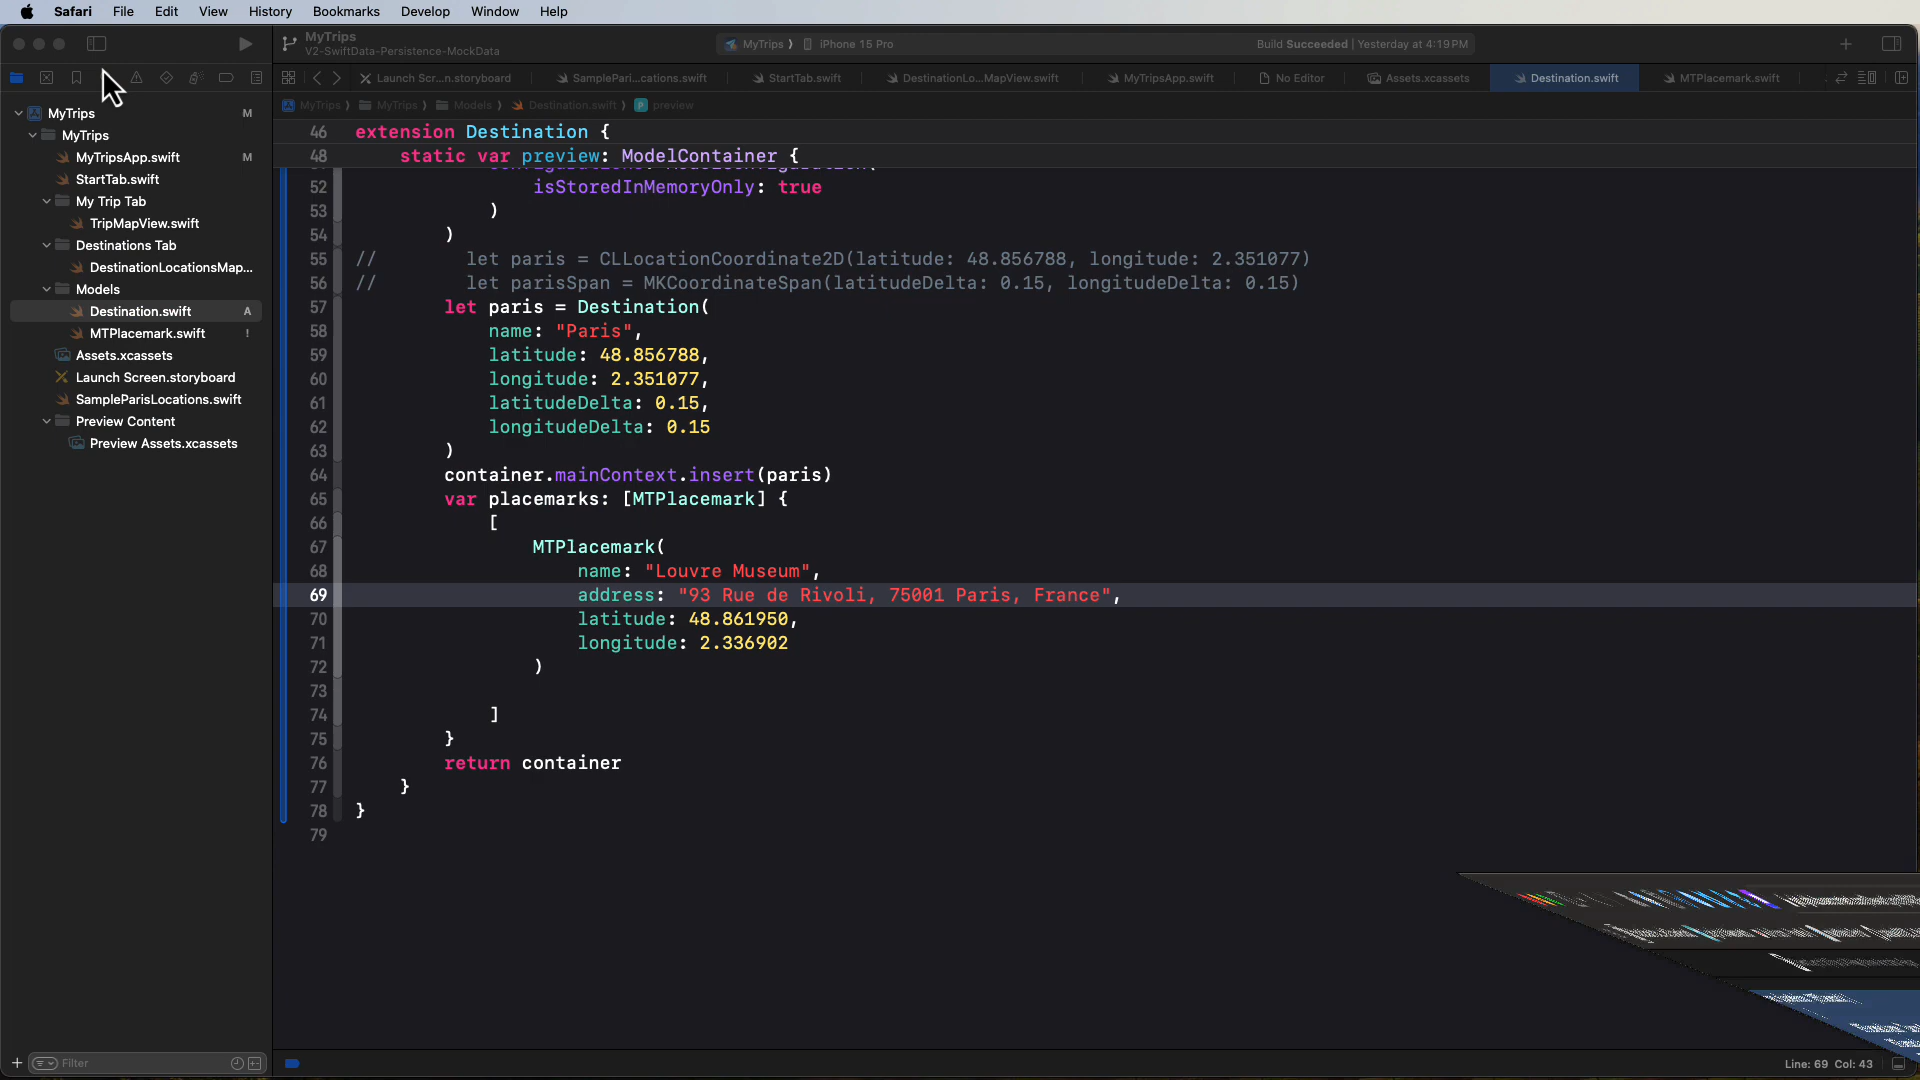 Safari File Edit View History Bookmarks Develop Window Help
MyTrips
V2-SwiftData-Persistence-MockData
MyTrips ⟩ iPhone 15 Pro
Build Succeeded | Yesterday at 4:19 PM
Launch Scr...n.storyboard SamplePari...cations.swift StartTab.swift DestinationLo...MapView.swift MyTripsApp.swift No Editor Assets.xcassets Destination.swift MTPlacemark.swift
MyTrips ⟩ MyTrips ⟩ Models ⟩ Destination.swift ⟩ P preview
MyTrips M
MyTrips
MyTripsApp.swift M
StartTab.swift
My Trip Tab
TripMapView.swift
Destinations Tab
DestinationLocationsMap...
Models
Destination.swift A
MTPlacemark.swift !
Assets.xcassets
Launch Screen.storyboard
SampleParisLocations.swift
Preview Content
Preview Assets.xcassets
46 extension Destination {
48 static var preview: ModelContainer {
52 isStoredInMemoryOnly: true
53 )
54 )
55 // let paris = CLLocationCoordinate2D(latitude: 48.856788, longitude: 2.351077)
56 // let parisSpan = MKCoordinateSpan(latitudeDelta: 0.15, longitudeDelta: 0.15)
57 let paris = Destination(
58 name: "Paris",
59 latitude: 48.856788,
60 longitude: 2.351077,
61 latitudeDelta: 0.15,
62 longitudeDelta: 0.15
63 )
64 container.mainContext.insert(paris)
65 var placemarks: [MTPlacemark] {
66 [
67 MTPlacemark(
68 name: "Louvre Museum",
69 address: "93 Rue de Rivoli, 75001 Paris, France",
70 latitude: 48.861950,
71 longitude: 2.336902
72 )
73
74 ]
75 }
76 return container
77 }
78 }
79
Filter
Line: 69 Col: 43